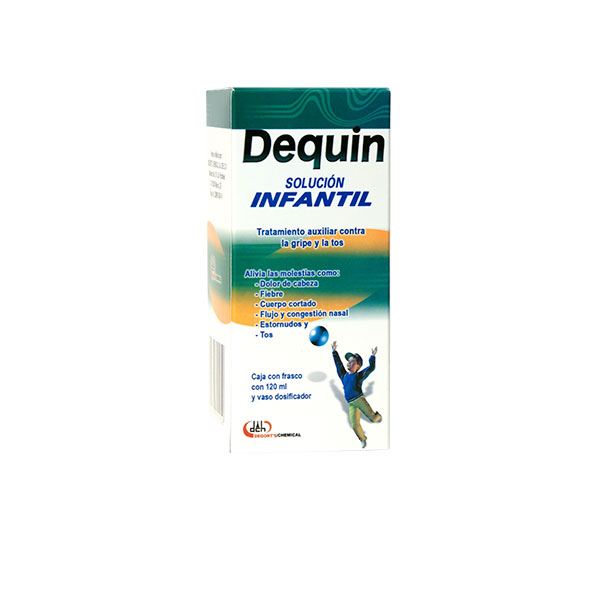 Dequin
SOLUCIÓN
INFANTIL
Tratamiento auxiliar contra
la gripe y la tos
Alivia las molestias como:
- Dolor de cabeza
- Fiebre
- Cuerpo cortado
- Flujo y congestión nasal
- Estornudos y
- Tos
Caja con frasco
con 120 ml
y vaso dosificador
dch
DEGORT'S CHEMICAL